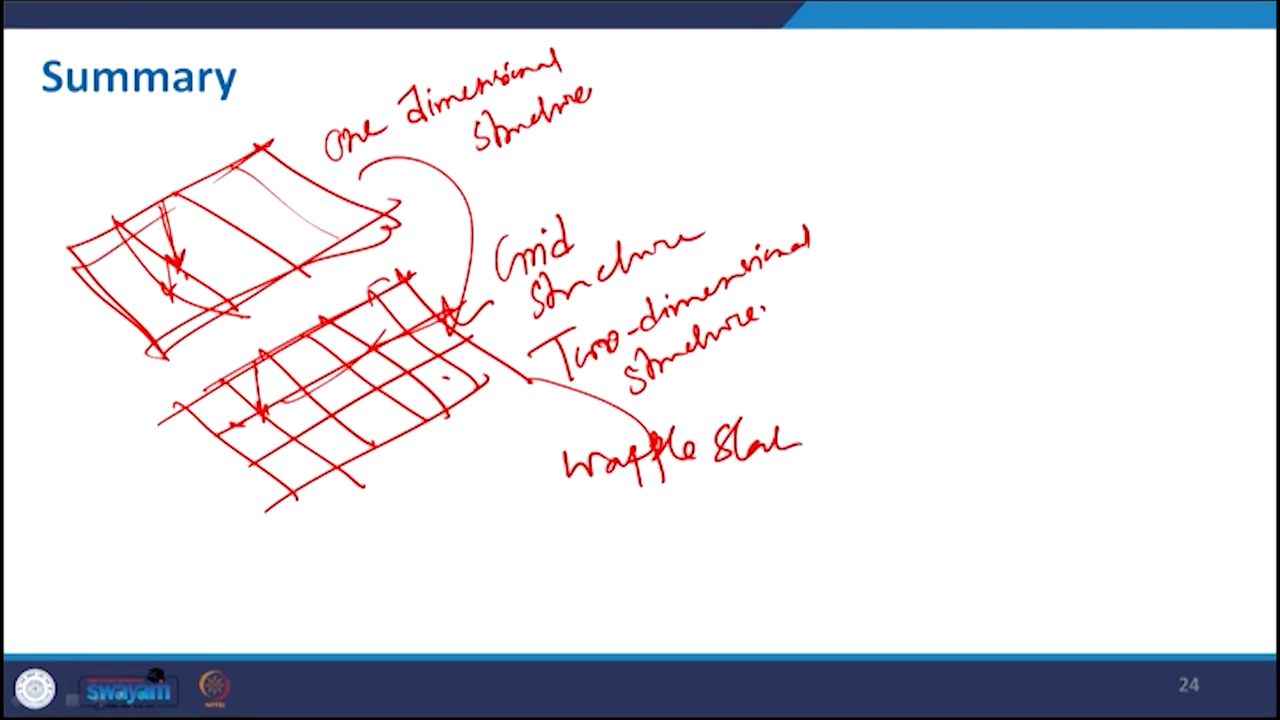 Summary
One dimensional
structure
Grid
structure
Two-dimensional
structure.
Waffle Slab
swayam
24